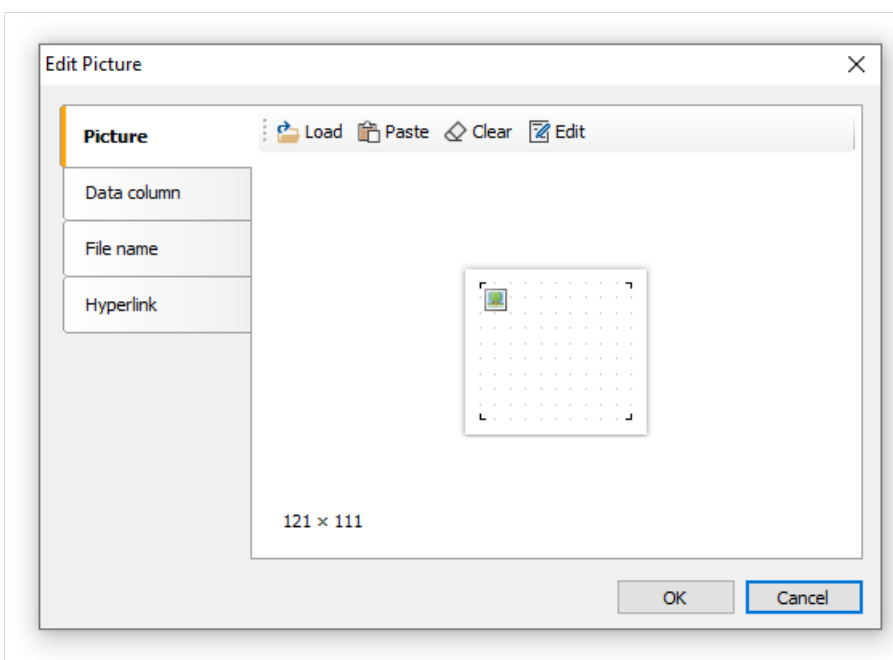 Edit Picture
Picture
Load Paste Clear Edit
Data column
File name
Hyperlink
121 × 111
OK Cancel